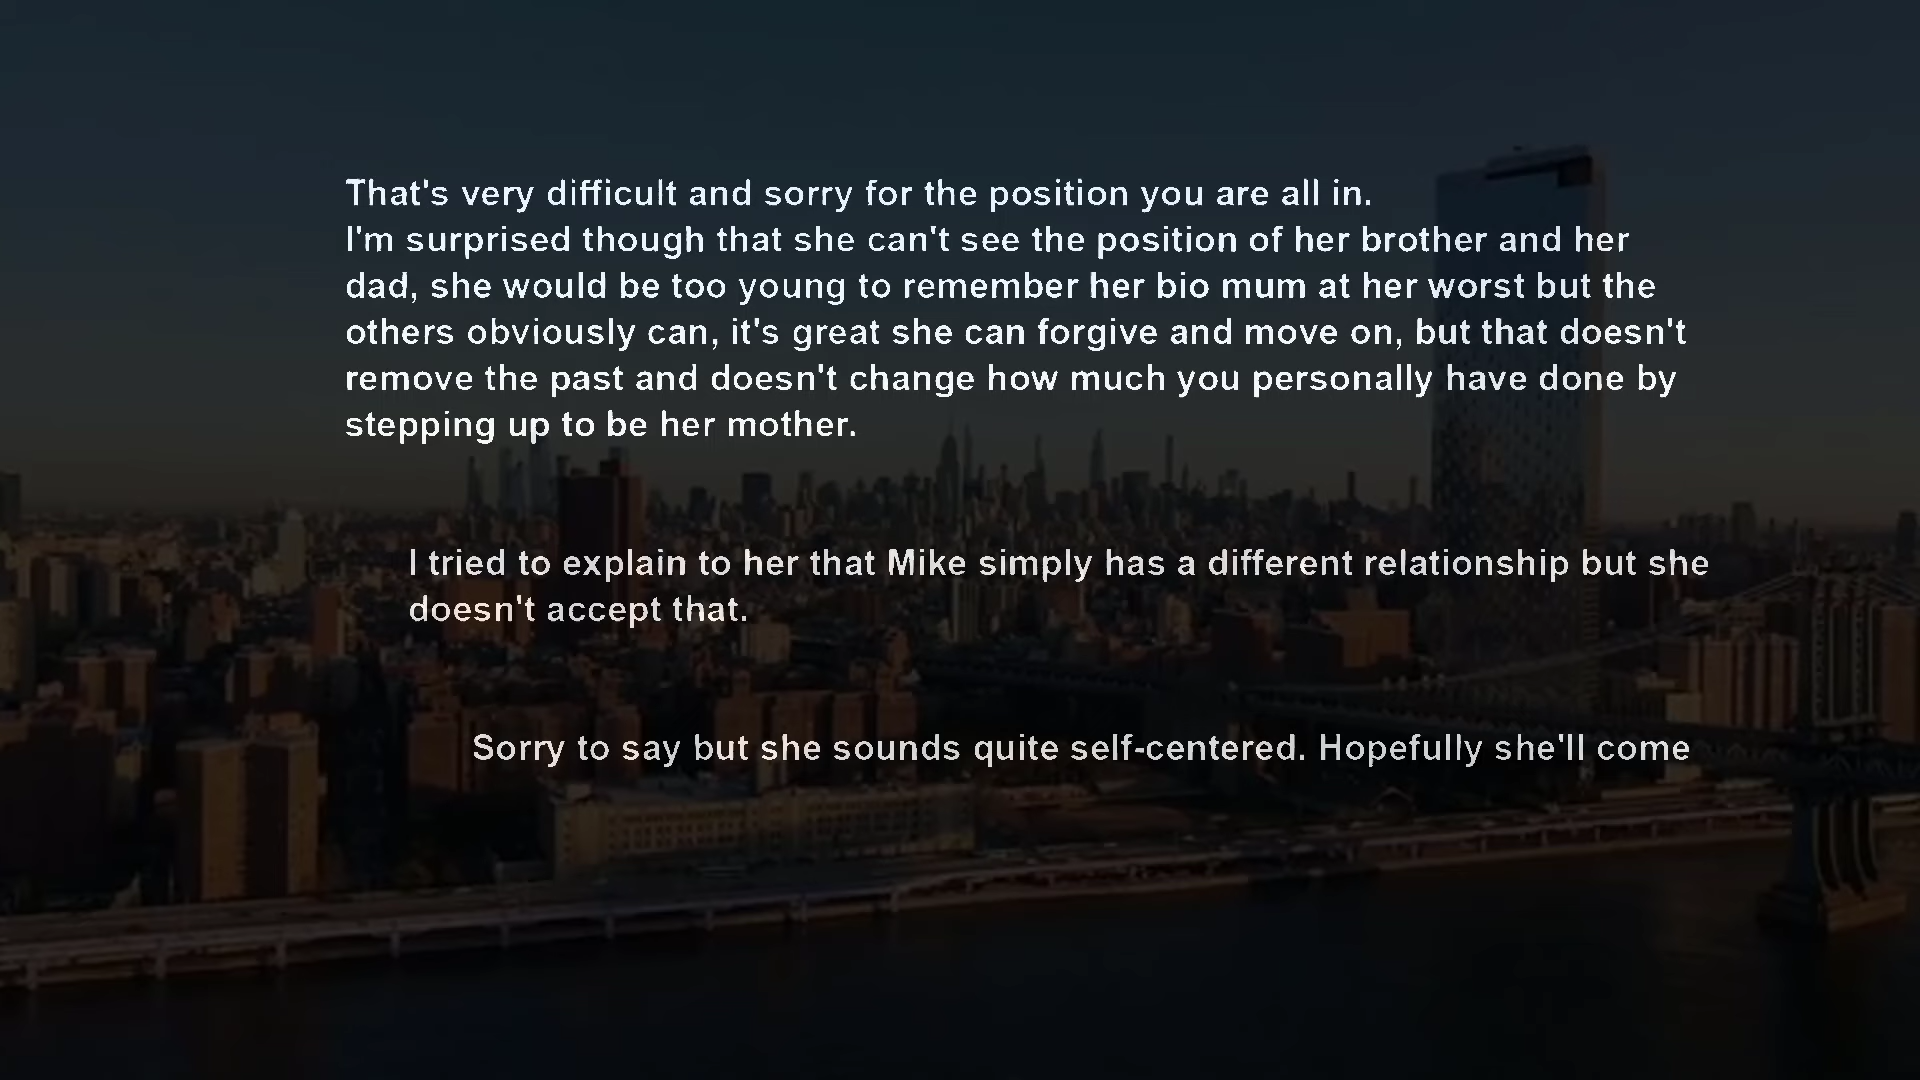 That's very difficult and sorry for the position you are all in.
I'm surprised though that she can't see the position of her brother and her
dad, she would be too young to remember her bio mum at her worst but the
others obviously can, it's great she can forgive and move on, but that doesn't
remove the past and doesn't change how much you personally have done by
stepping up to be her mother.
I tried to explain to her that Mike simply has a different relationship but she
doesn't accept that.
Sorry to say but she sounds quite self-centered. Hopefully she'll come